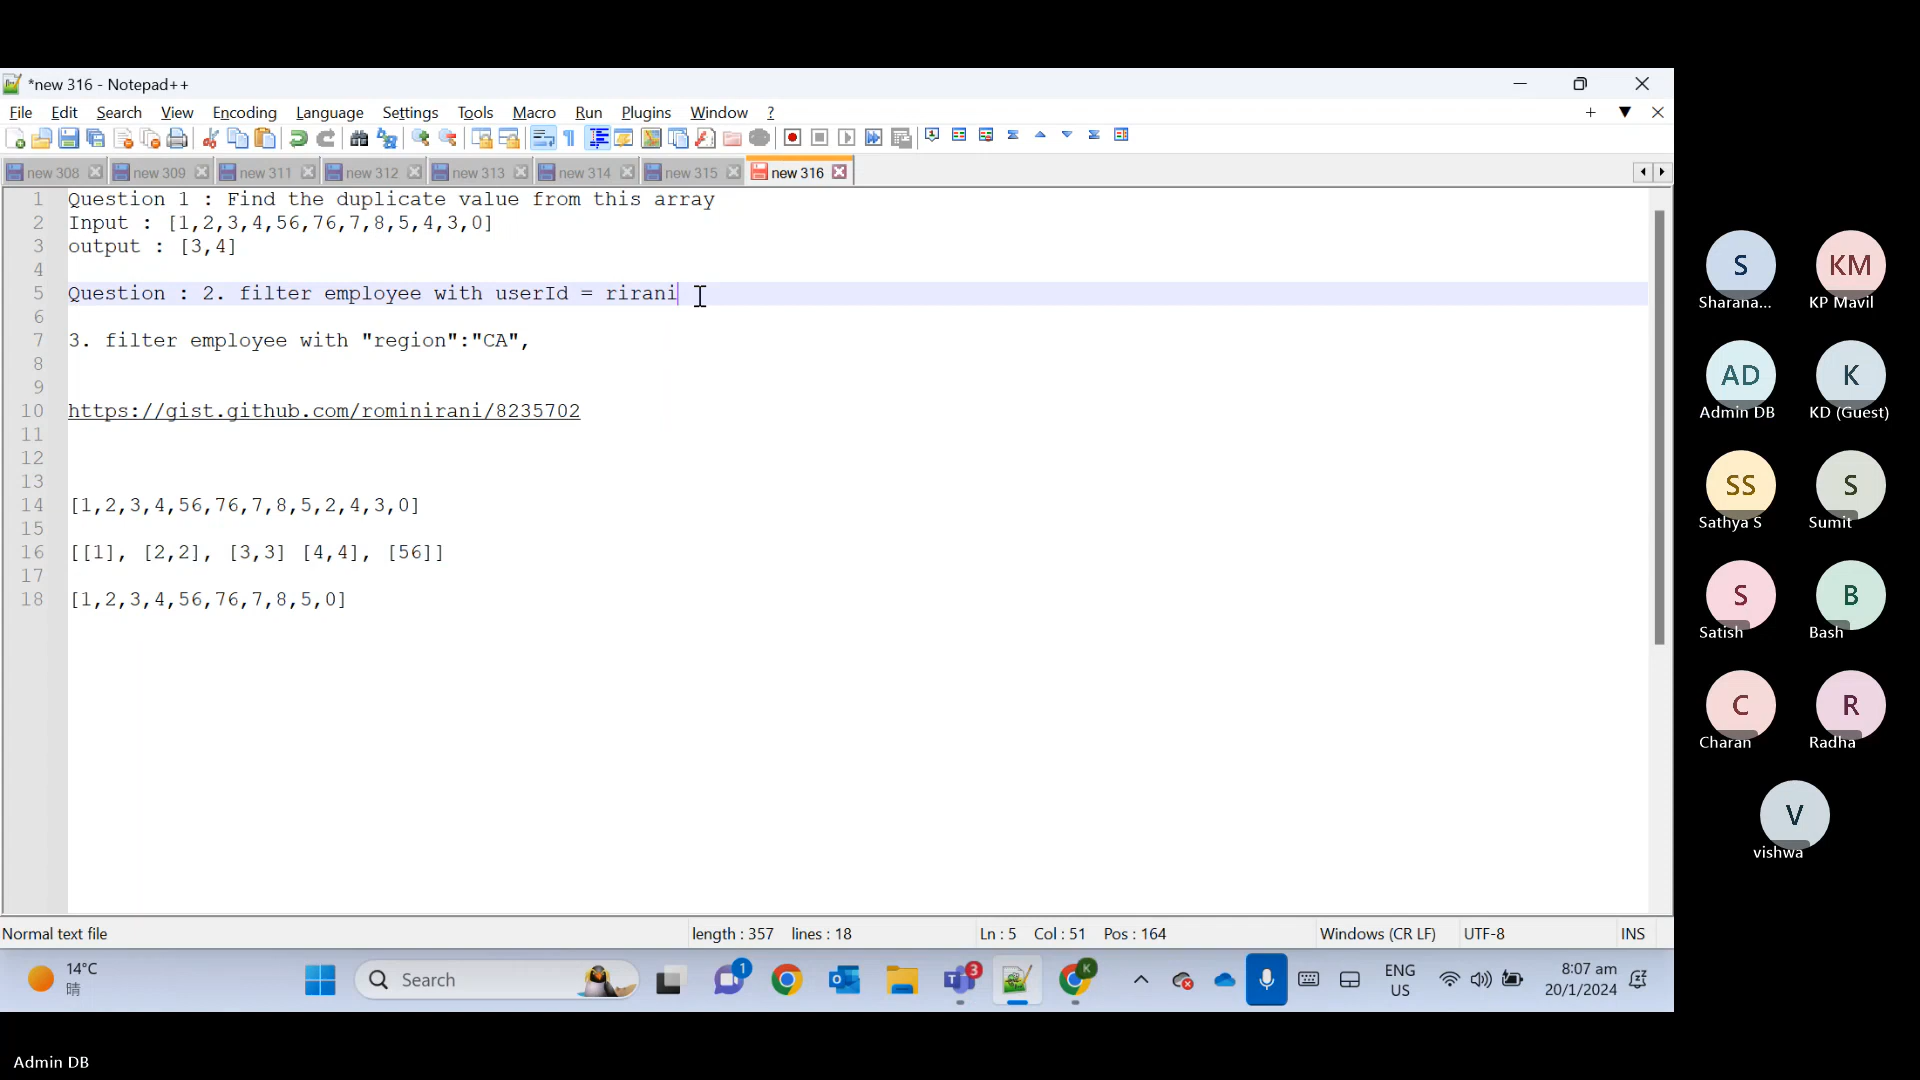 *new 316 - Notepad++
File Edit Search View Encoding Language Settings Tools Macro Run Plugins Window ?
new 308 new 309 new 311 new 312 new 313 new 314 new 315 new 316
1 Question 1 : Find the duplicate value from this array
2 Input : [1,2,3,4,56,76,7,8,5,4,3,0]
3 output : [3,4]
4
5 Question : 2. filter employee with userId = rirani
6
7 3. filter employee with "region":"CA",
8
9
10 https://gist.github.com/rominirani/8235702
11
12
13
14 [1,2,3,4,56,76,7,8,5,2,4,3,0]
15
16 [[1], [2,2], [3,3] [4,4], [56]]
17
18 [1,2,3,4,56,76,7,8,5,0]
Normal text file length : 357 lines : 18 Ln : 5 Col : 51 Pos : 164 Windows (CR LF) UTF-8 INS
14°C
晴
Search
1
3
K
ENG
US
8:07 am
20/1/2024
S KM
Sharana... KP Mavil
AD K
Admin DB KD (Guest)
SS S
Sathya S Sumit
S B
Satish Bash
C R
Charan Radha
V
vishwa
Admin DB